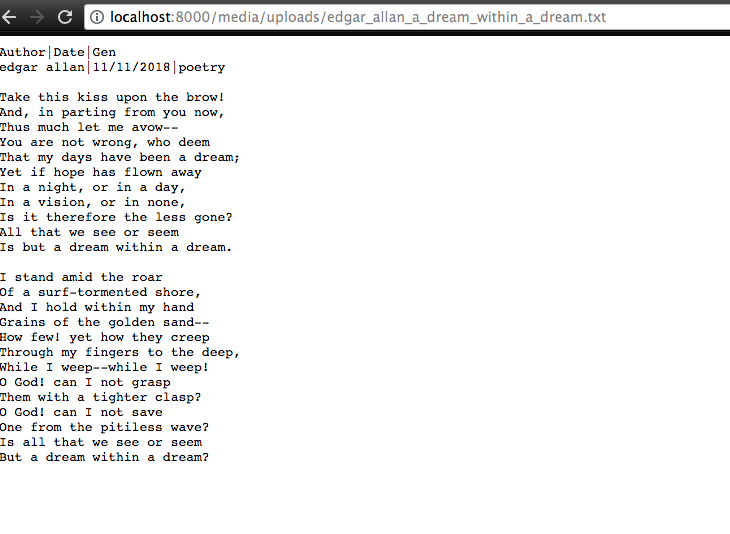 localhost:8000/media/uploads/edgar_allan_a_dream_within_a_dream.txt
Author|Date|Gen
edgar allan|11/11/2018|poetry
Take this kiss upon the brow!
And, in parting from you now,
Thus much let me avow--
You are not wrong, who deem
That my days have been a dream;
Yet if hope has flown away
In a night, or in a day,
In a vision, or in none,
Is it therefore the less gone?
All that we see or seem
Is but a dream within a dream.
I stand amid the roar
Of a surf-tormented shore,
And I hold within my hand
Grains of the golden sand--
How few! yet how they creep
Through my fingers to the deep,
While I weep--while I weep!
O God! can I not grasp
Them with a tighter clasp?
O God! can I not save
One from the pitiless wave?
Is all that we see or seem
But a dream within a dream?